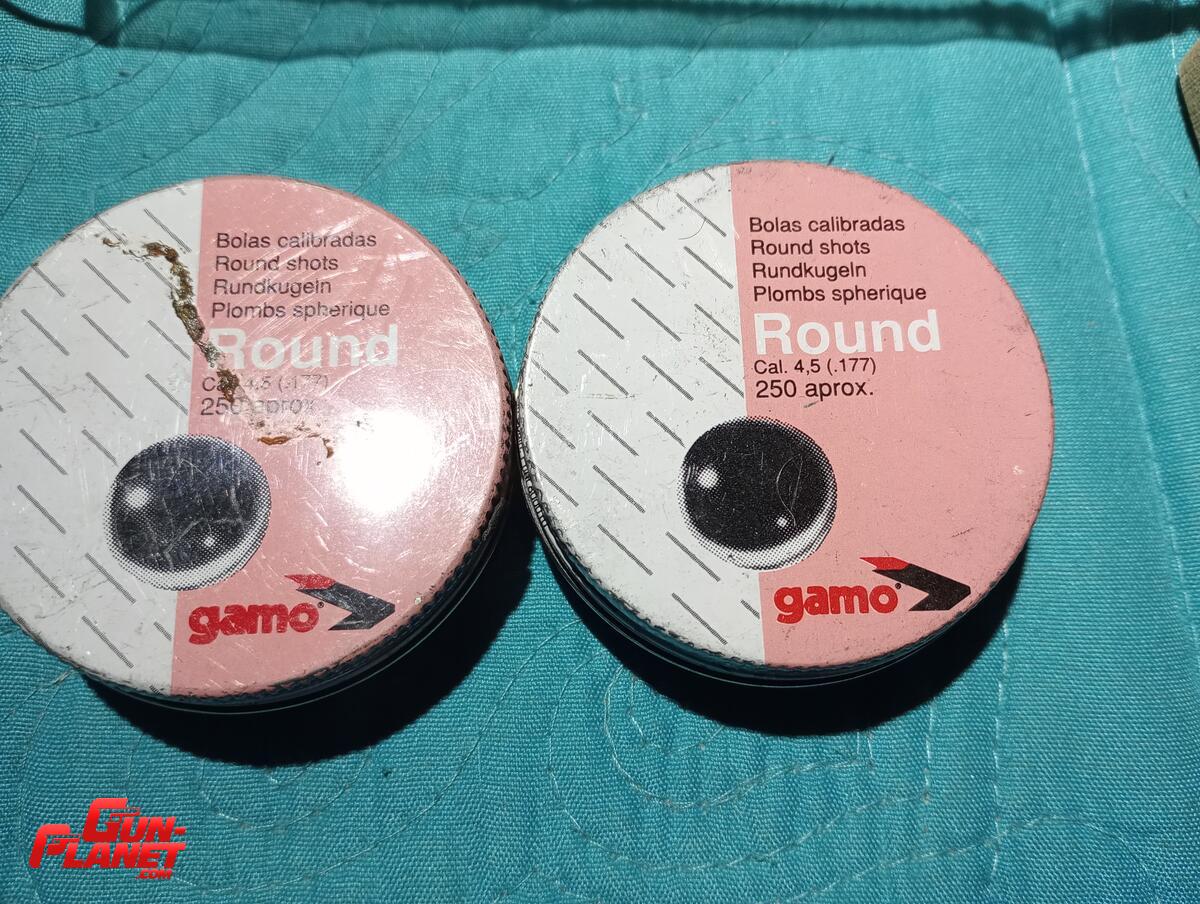 Bolas calibradas
Round shots
Rundkugeln
Plombs spherique
Round
Cal. 4,5 (.177)
250 aprox.
gamo®
Bolas calibradas
Round shots
Rundkugeln
Plombs spherique
Round
Cal. 4,5 (.177)
250 aprox.
gamo®
GUN-
PLANET
.COM